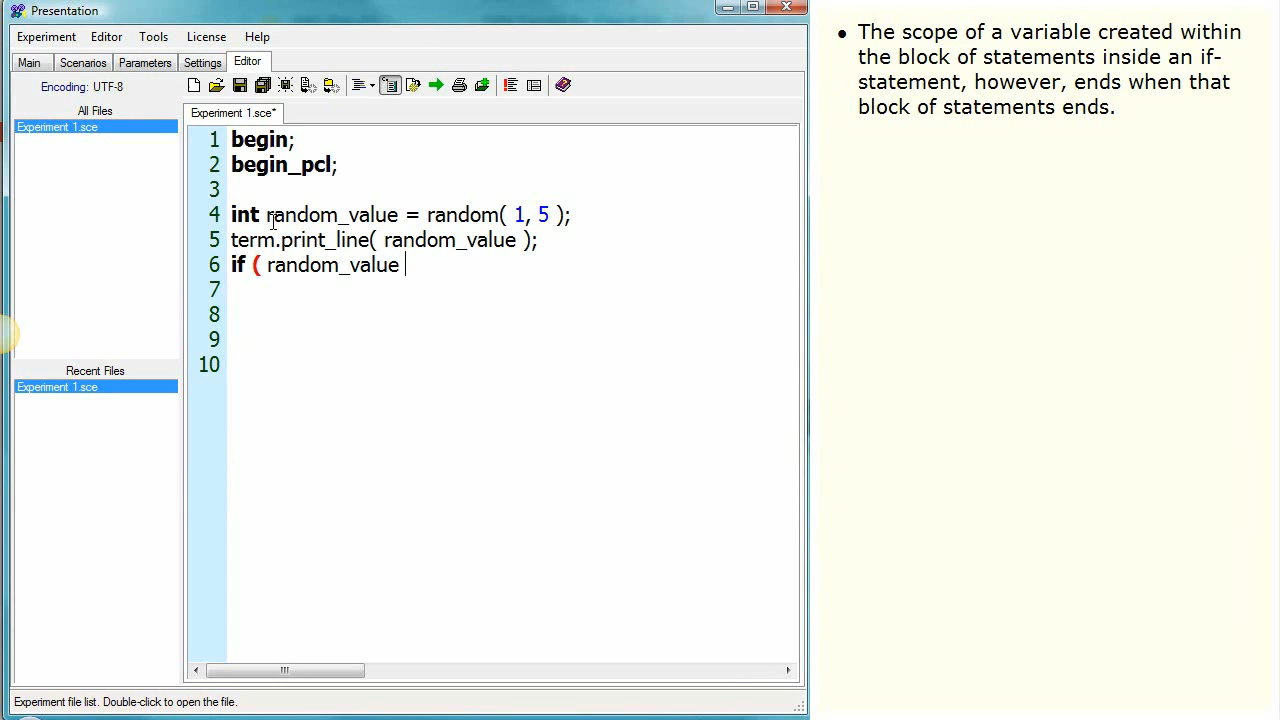 Presentation
Experiment Editor Tools License Help
Main Scenarios Parameters Settings Editor
Encoding: UTF-8
All Files
Experiment 1.sce
Recent Files
Experiment 1.sce
Experiment 1.sce*
1 begin;
2 begin_pcl;
3
4 int random_value = random( 1, 5 );
5 term.print_line( random_value );
6 if ( random_value
7
8
9
10
Experiment file list. Double-click to open the file.
• The scope of a variable created within
the block of statements inside an if-
statement, however, ends when that
block of statements ends.